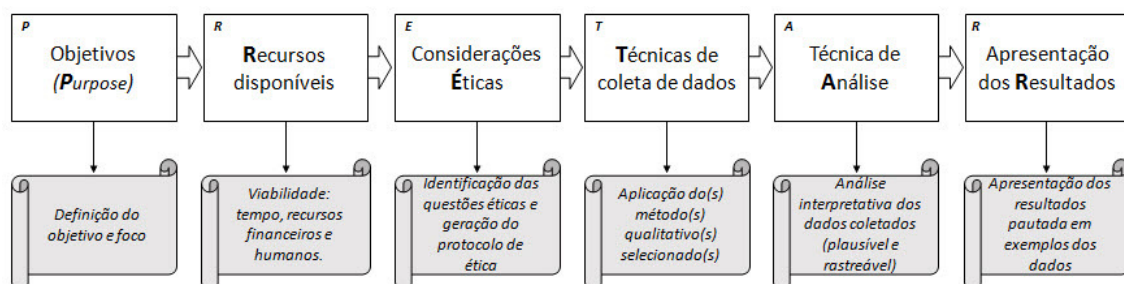 P
Objetivos
(Purpose)
R
Recursos
disponíveis
E
Considerações
Éticas
T
Técnicas de
coleta de dados
A
Técnica de
Análise
R
Apresentação
dos Resultados
Definição do
objetivo e foco
Viabilidade:
tempo, recursos
financeiros e
humanos.
Identificação das
questões éticas e
geração do
protocolo de
ética
Aplicação do(s)
método(s)
qualitativo(s)
selecionado(s)
Análise
interpretativa dos
dados coletados
(plausível e
rastreável)
Apresentação dos
resultados
pautada em
exemplos dos
dados